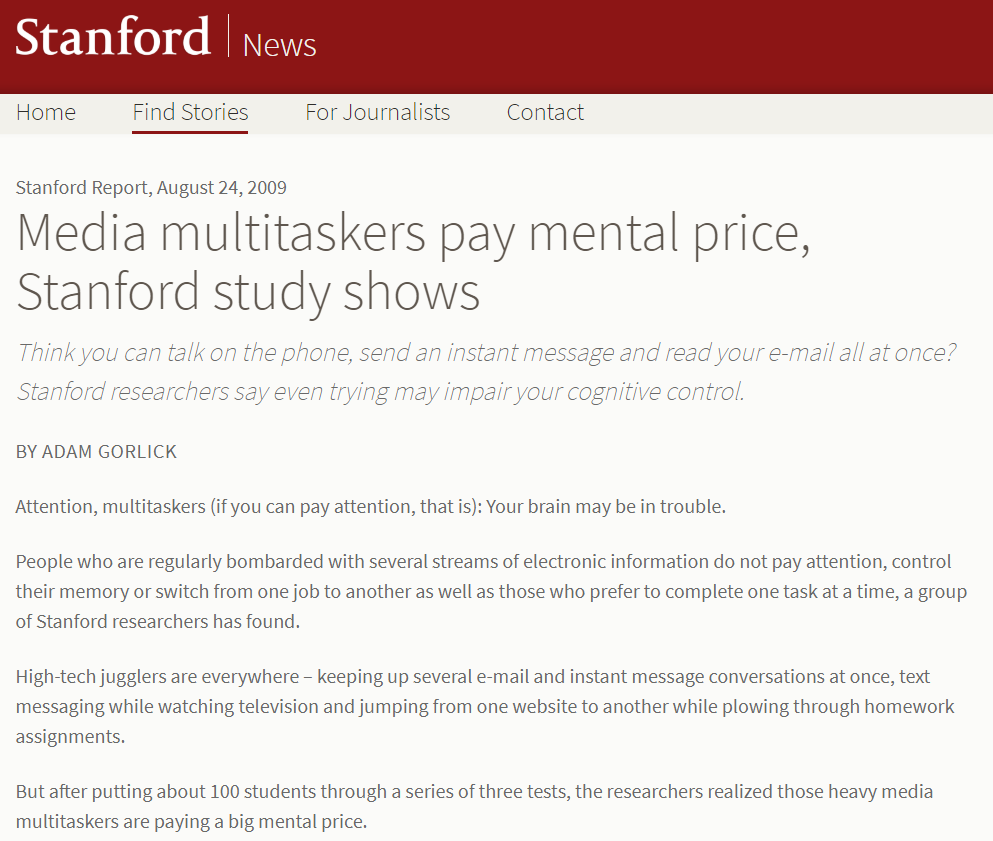 Stanford | News
Home Find Stories For Journalists Contact
Stanford Report, August 24, 2009
Media multitaskers pay mental price,
Stanford study shows
Think you can talk on the phone, send an instant message and read your e-mail all at once?
Stanford researchers say even trying may impair your cognitive control.
BY ADAM GORLICK
Attention, multitaskers (if you can pay attention, that is): Your brain may be in trouble.
People who are regularly bombarded with several streams of electronic information do not pay attention, control
their memory or switch from one job to another as well as those who prefer to complete one task at a time, a group
of Stanford researchers has found.
High-tech jugglers are everywhere – keeping up several e-mail and instant message conversations at once, text
messaging while watching television and jumping from one website to another while plowing through homework
assignments.
But after putting about 100 students through a series of three tests, the researchers realized those heavy media
multitaskers are paying a big mental price.